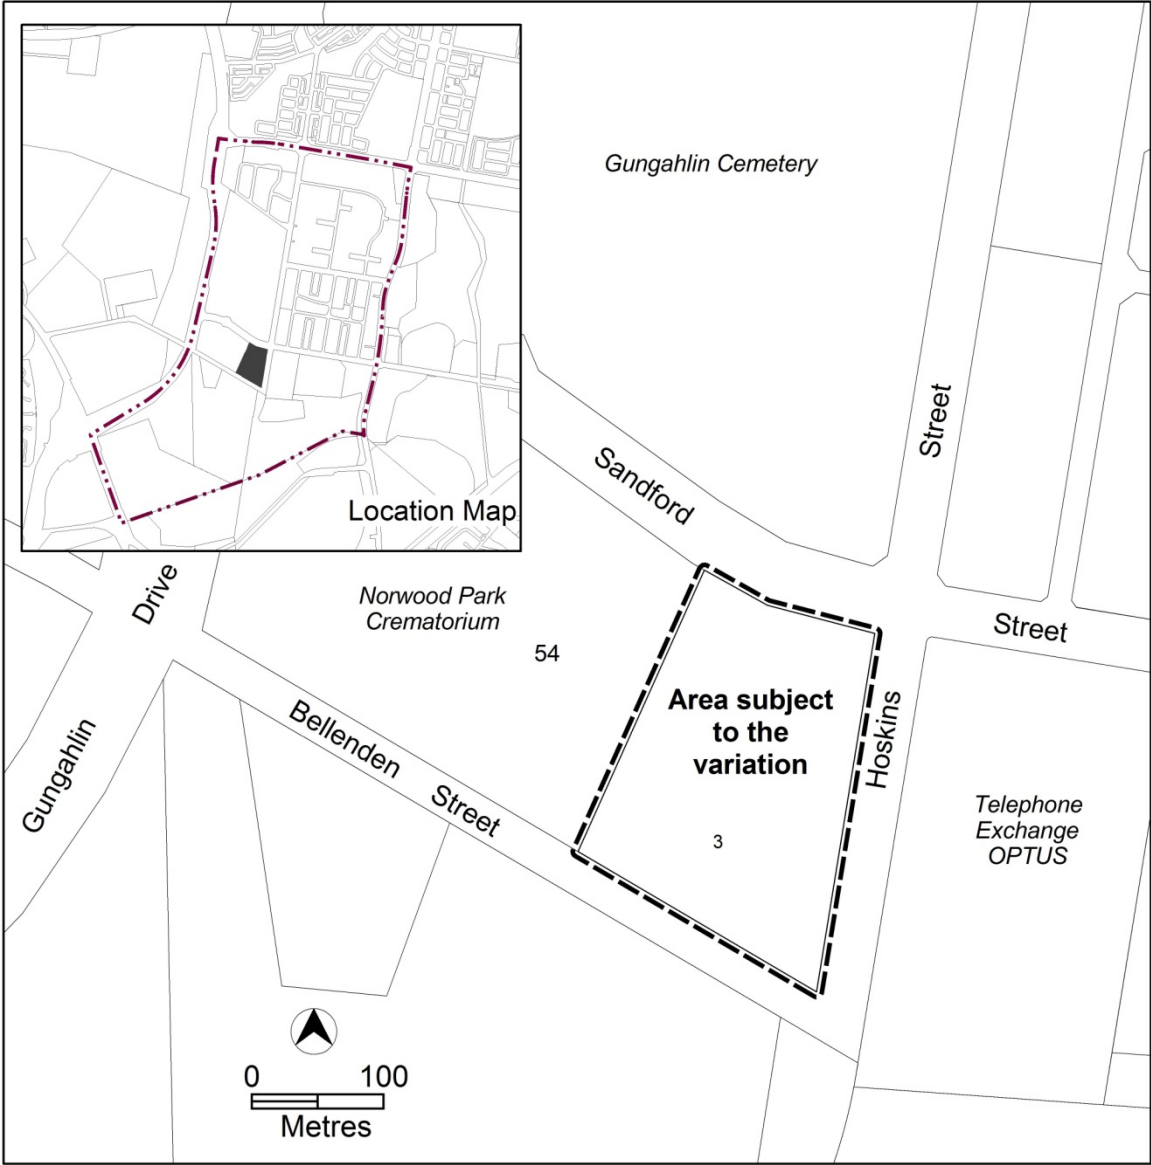 Gungahlin Cemetery
Street
Location Map
Sandford
Drive
Norwood Park
Crematorium
54
Street
Area subject
to the
variation
Hoskins
Bellenden
Street
Gungahlin
3
Telephone
Exchange
OPTUS
0 100
Metres